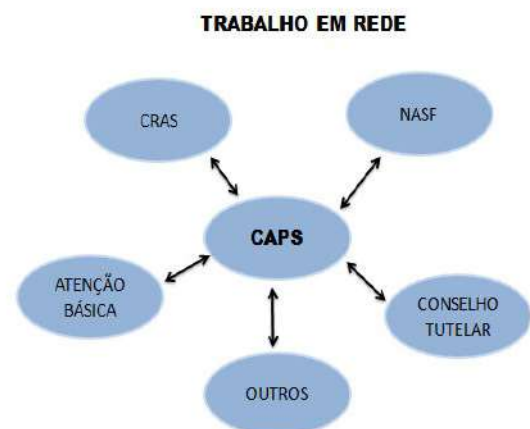 TRABALHO EM REDE
CRAS
NASF
CAPS
ATENÇÃO
BÁSICA
CONSELHO
TUTELAR
OUTROS